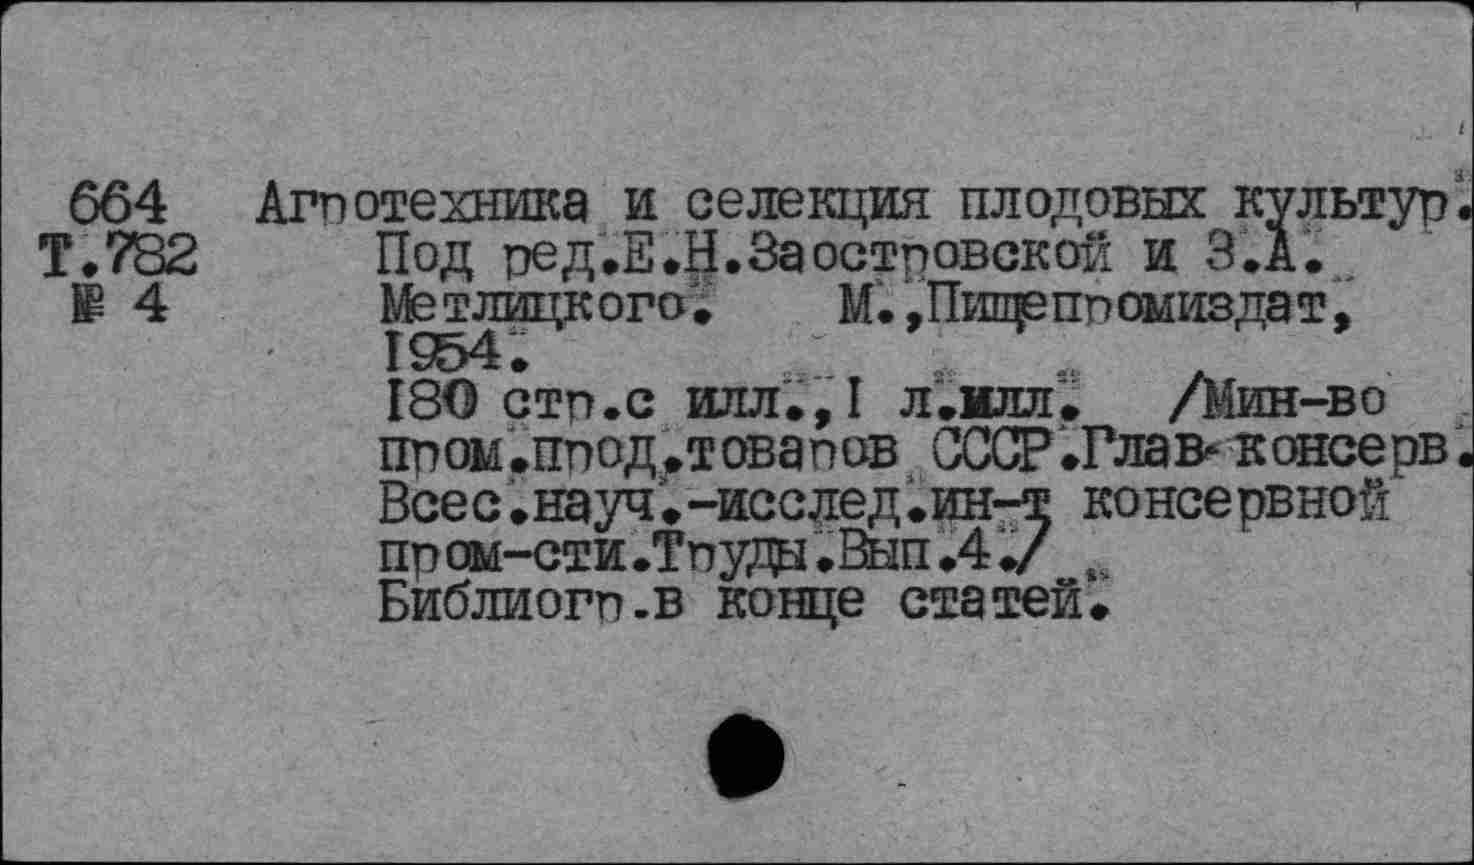 664 Агротехника и селекция плодовых культур.
Т.782 Под ред.Е.Н.Заостровской и З.А.
№ 4 Метлицкого. М.,Пищепромиздат,
1954.
180 стр.с илл.,1 л.илл. /Мин-во
пром.прод.товаров СССР.Глав-консерв.
Всес.науч.-исслед.ин-т консервной
пром-сти.Труды.Вып.4./
Библиогр.в конце статей.